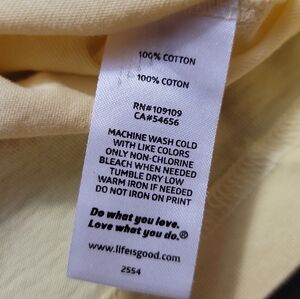 100% COTTON
100% COTON
RN#109109
CA#54656
MACHINE WASH COLD
WITH LIKE COLORS
ONLY NON-CHLORINE
BLEACH WHEN NEEDED
TUMBLE DRY LOW
WARM IRON IF NEEDED
DO NOT IRON ON PRINT
Do what you love.
Love what you do.®
www.lifeisgood.com
2554